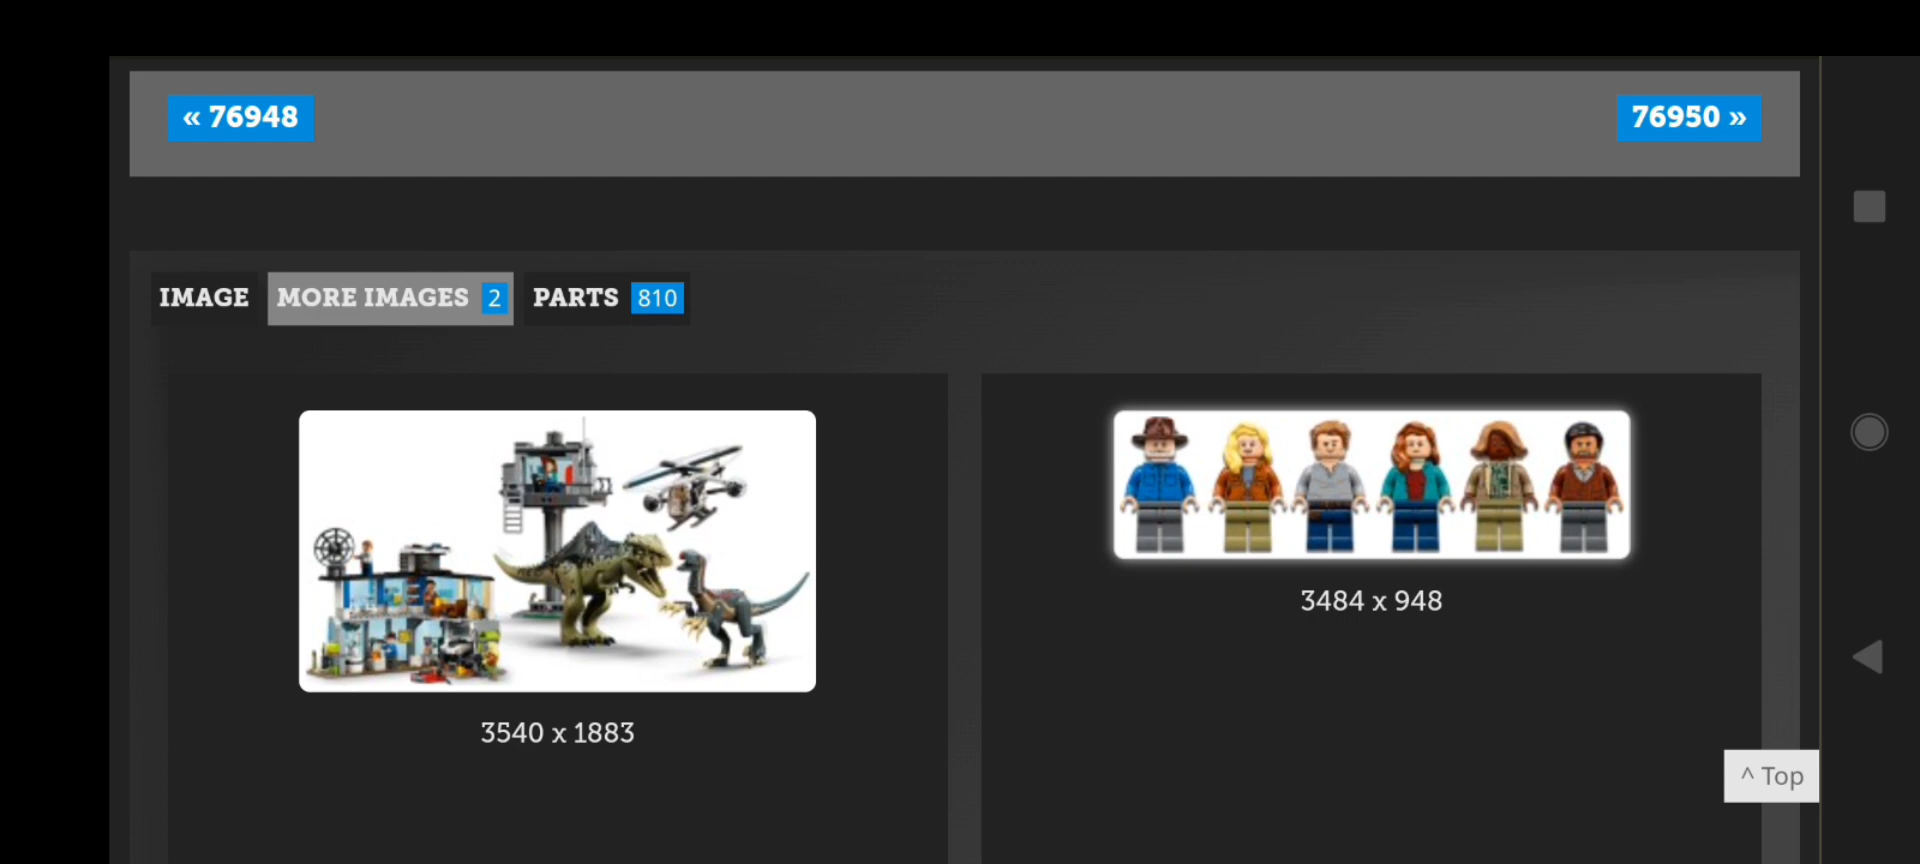 « 76948
76950 »
IMAGE
MORE IMAGES 2
PARTS 810
3540 x 1883
3484 x 948
^ Top